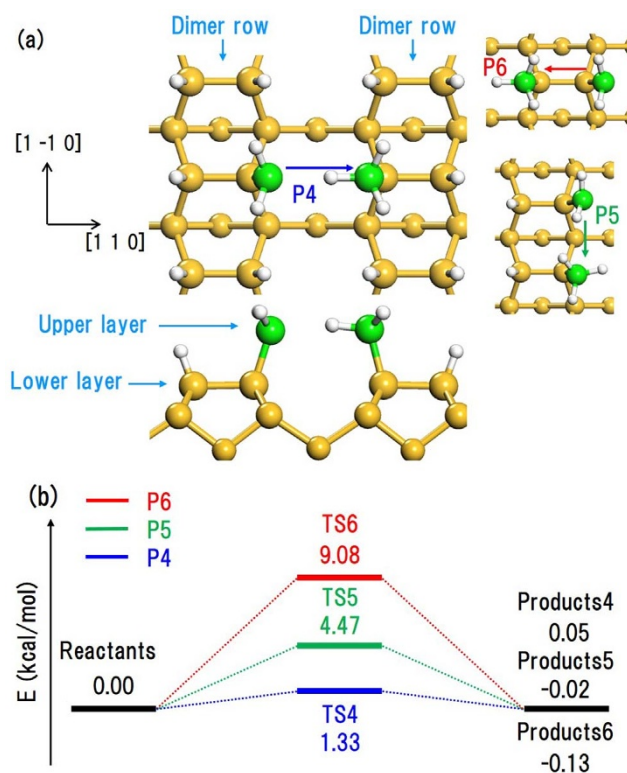 (a)
Dimer row
Dimer row
P6
[1 -1 0]
P4
P5
[1 1 0]
Upper layer
Lower layer
(b)
P6
P5
P4
E (kcal/mol)
TS6
9.08
TS5
4.47
TS4
1.33
Reactants
0.00
Products4
0.05
Products5
-0.02
Products6
-0.13